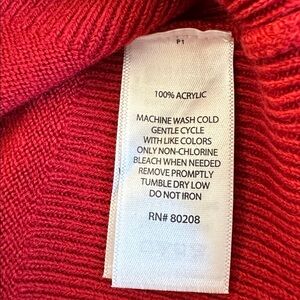 P1
100% ACRYLIC
MACHINE WASH COLD
GENTLE CYCLE
WITH LIKE COLORS
ONLY NON-CHLORINE
BLEACH WHEN NEEDED
REMOVE PROMPTLY
TUMBLE DRY LOW
DO NOT IRON
RN# 80208